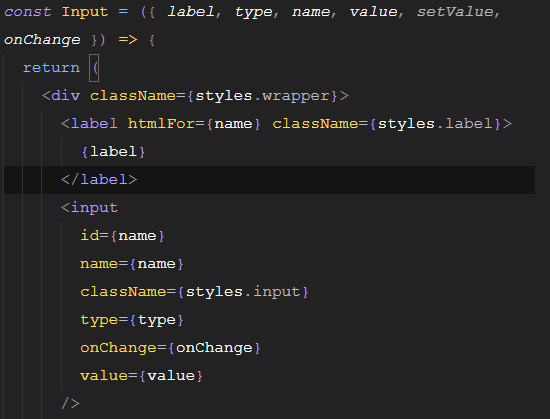 const Input = ({ label, type, name, value, setValue,
onChange }) => {
return (
<div className={styles.wrapper}>
<label htmlFor={name} className={styles.label}>
{label}
</label>
<input
id={name}
name={name}
className={styles.input}
type={type}
onChange={onChange}
value={value}
/>